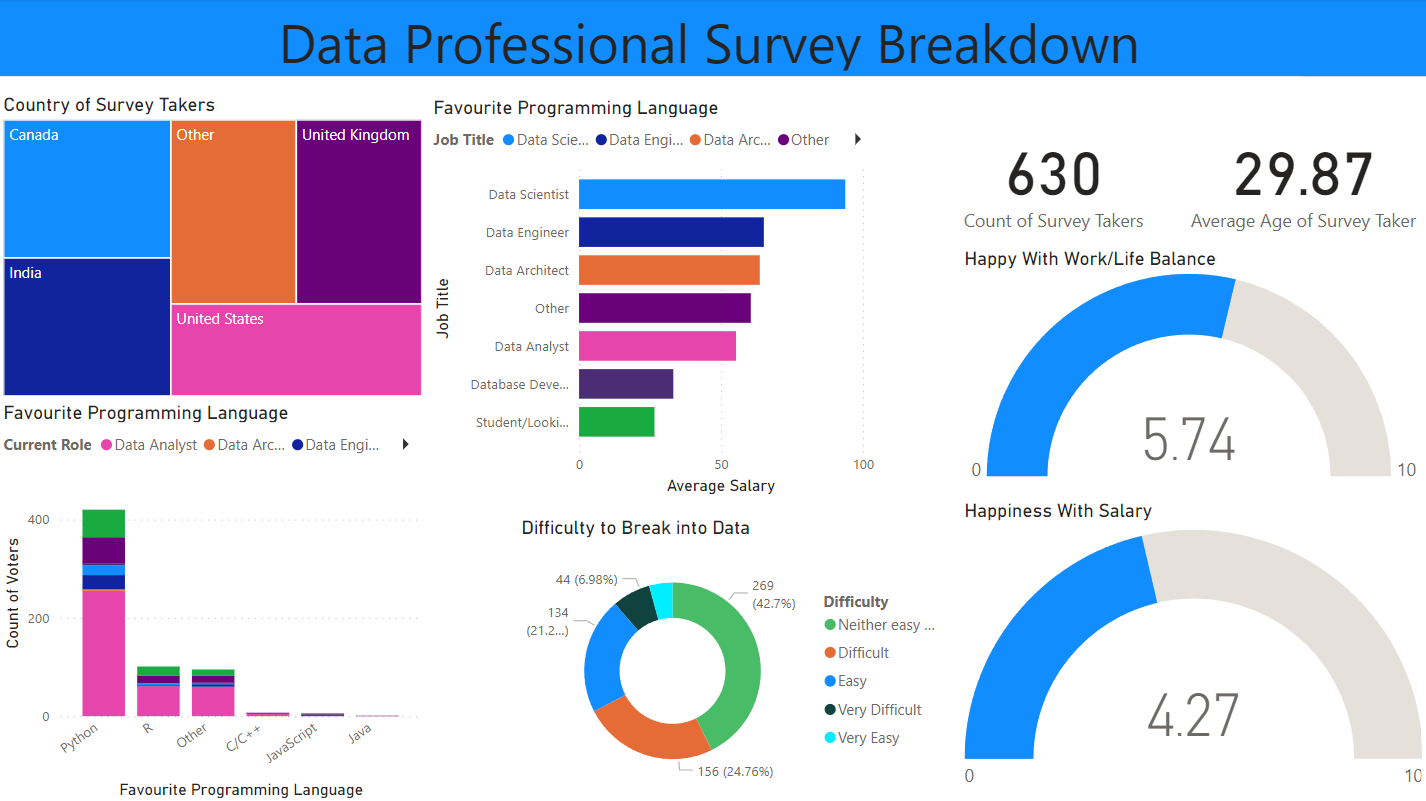 Data Professional Survey Breakdown
Country of Survey Takers
Canada
Other
United Kingdom
India
United States
Favourite Programming Language
Job Title
Data Scie...
Data Engi...
Data Arc...
Other
Job Title
Data Scientist
Data Engineer
Data Architect
Other
Data Analyst
Database Deve...
Student/Looki...
0
50
100
Average Salary
630
Count of Survey Takers
29.87
Average Age of Survey Taker
Happy With Work/Life Balance
5.74
0
10
Favourite Programming Language
Current Role
Data Analyst
Data Arc...
Data Engi...
Count of Voters
400
200
0
Python
R
Other
C/C++
JavaScript
Java
Favourite Programming Language
Difficulty to Break into Data
44 (6.98%)
269
(42.7%)
134
(21.2...)
156 (24.76%)
Difficulty
Neither easy ...
Difficult
Easy
Very Difficult
Very Easy
Happiness With Salary
4.27
0
10